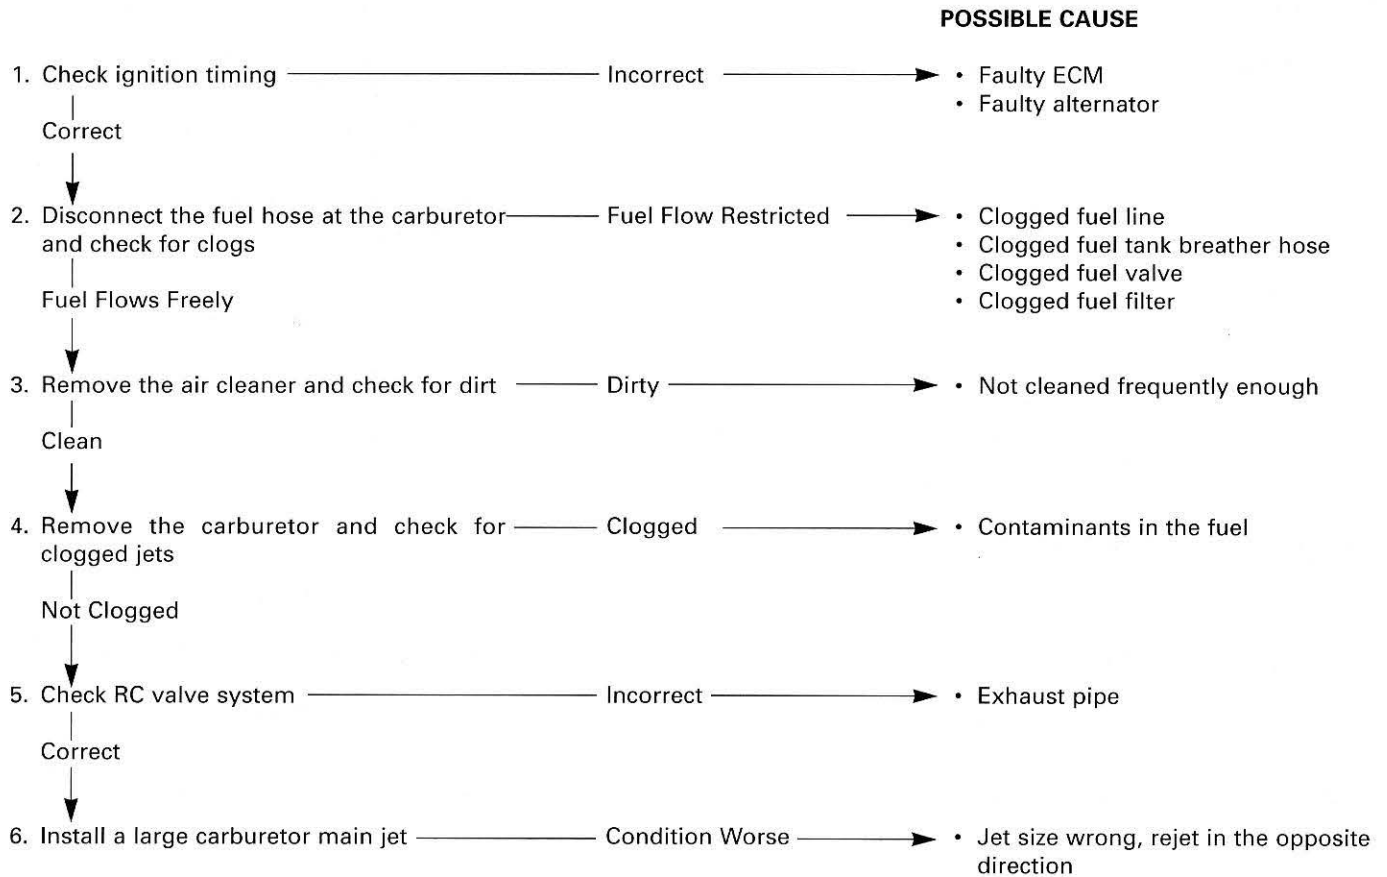 POSSIBLE CAUSE
1. Check ignition timing Incorrect • Faulty ECM
• Faulty alternator
Correct
2. Disconnect the fuel hose at the carburetor Fuel Flow Restricted • Clogged fuel line
and check for clogs • Clogged fuel tank breather hose
• Clogged fuel valve
Fuel Flows Freely • Clogged fuel filter
3. Remove the air cleaner and check for dirt Dirty • Not cleaned frequently enough
Clean
4. Remove the carburetor and check for Clogged • Contaminants in the fuel
clogged jets
Not Clogged
5. Check RC valve system Incorrect • Exhaust pipe
Correct
6. Install a large carburetor main jet Condition Worse • Jet size wrong, rejet in the opposite
direction